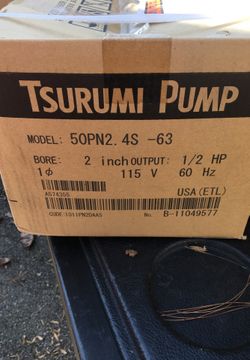 TSURUMI PUMP
MODEL: 50PN2.4S -63
BORE: 2 inch OUTPUT: 1/2 HP
1ø 115 V 60 Hz
USA(ETL)
No. B-11049577